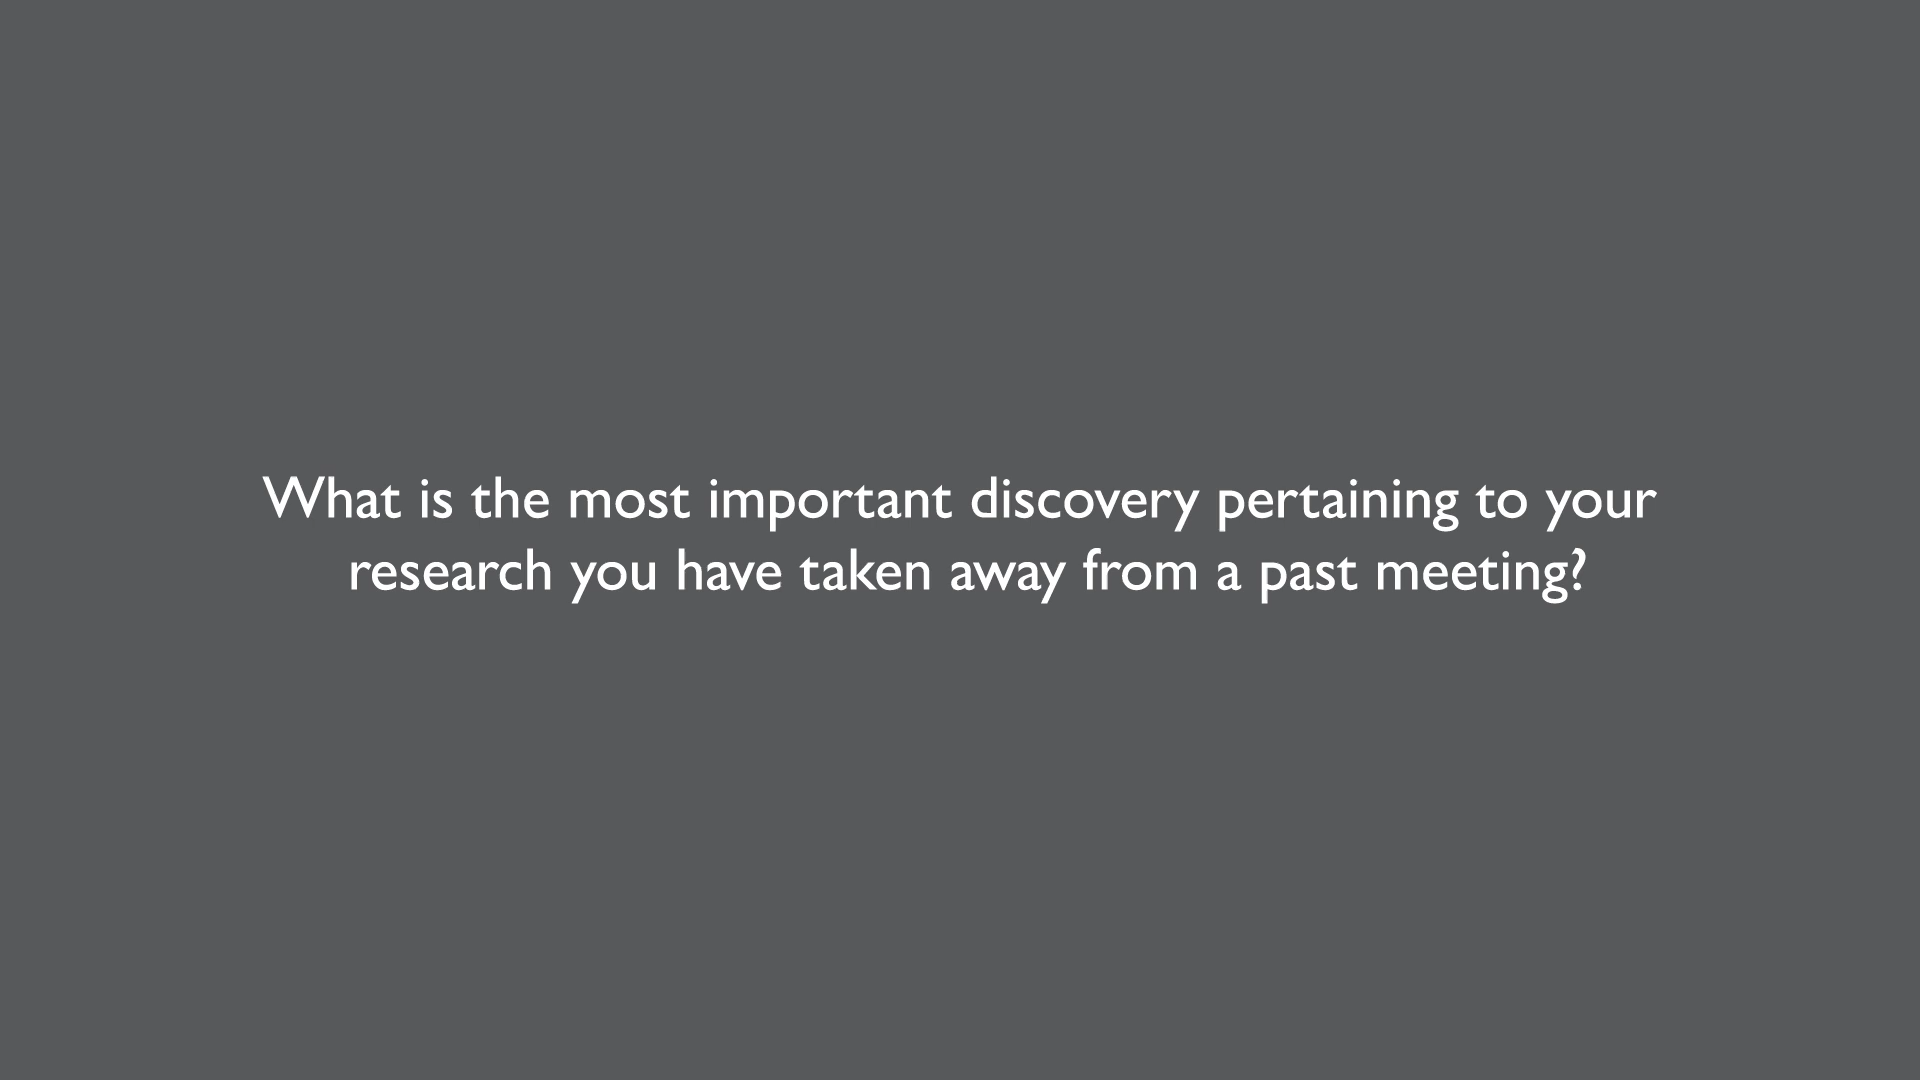 What is the most important discovery pertaining to your
research you have taken away from a past meeting?